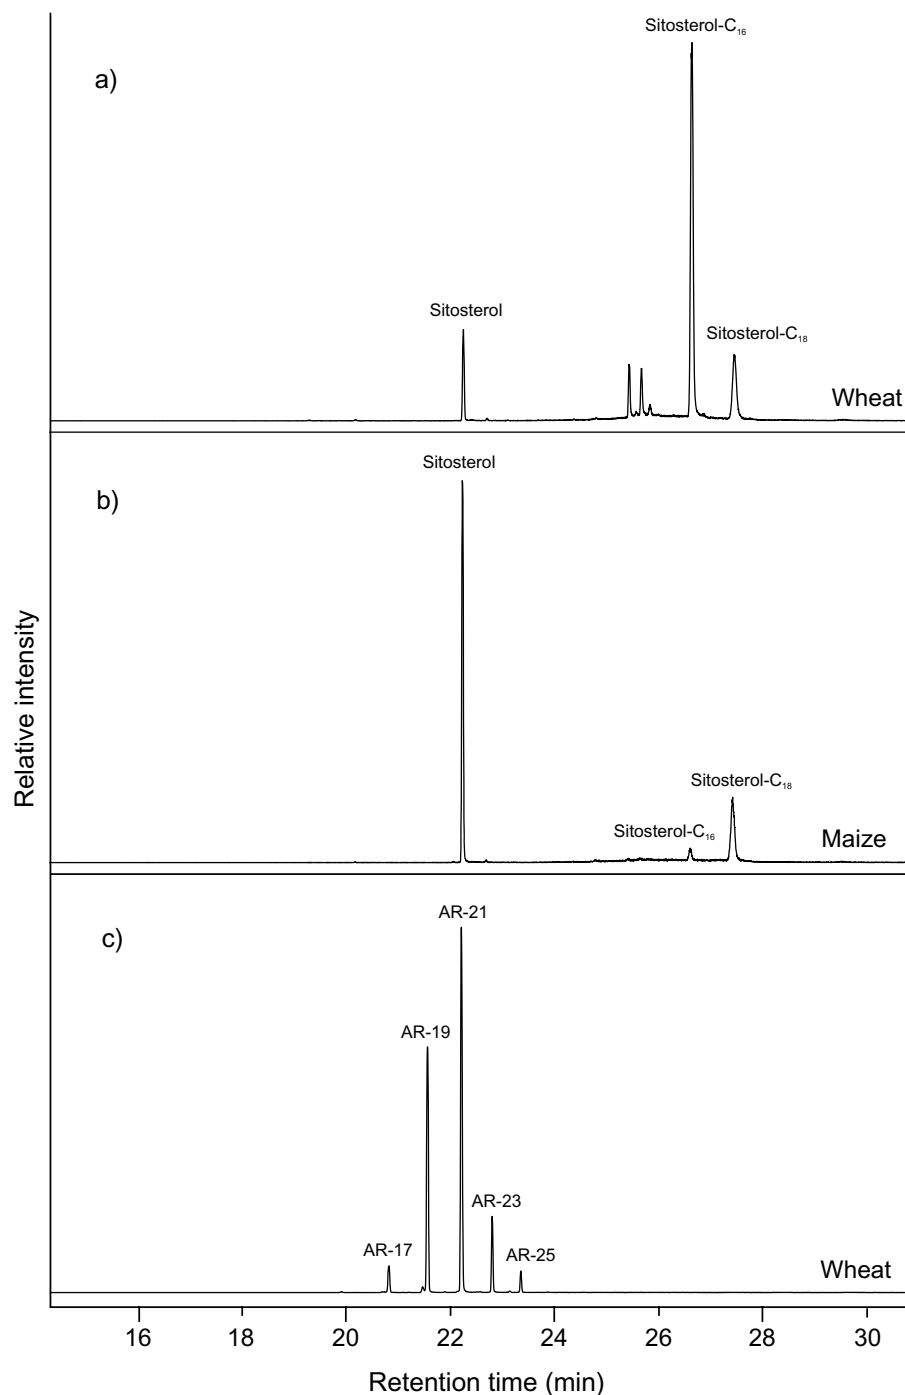 Sitosterol-C₁₆
a)
Sitosterol
Sitosterol-C₁₈
Wheat
Sitosterol
b)
Sitosterol-C₁₈
Sitosterol-C₁₆
Maize
AR-21
c)
AR-19
AR-23
AR-17
AR-25
Wheat
Relative intensity
16 18 20 22 24 26 28 30
Retention time (min)